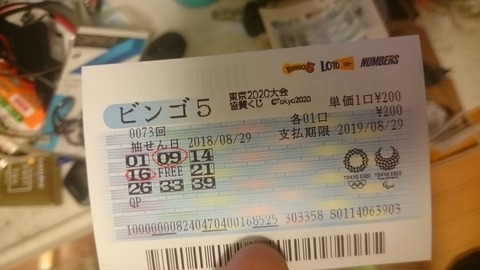 BINGO5 LOTO NUMBERS
ビンゴ5
東京2020大会
協賛くじ ©Tokyo2020
単価1口¥200
各01口 ¥200
0073回
抽せん日 2018/08/29
支払期限 2019/08/29
01 09 14
16 FREE 21
26 33 39
QP
TOKYO 2020 TOKYO 2020
1000000082404704001 68525 303358 S0114063903